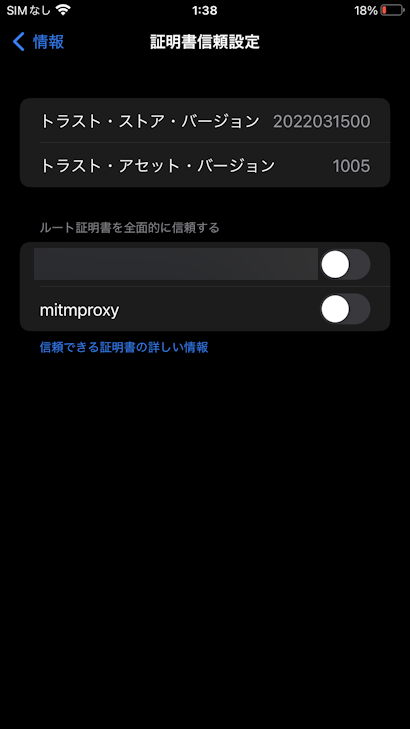 SIMなし 1:38 18%
情報 証明書信頼設定
トラスト・ストア・バージョン 2022031500
トラスト・アセット・バージョン 1005
ルート証明書を全面的に信頼する
mitmproxy
信頼できる証明書の詳しい情報